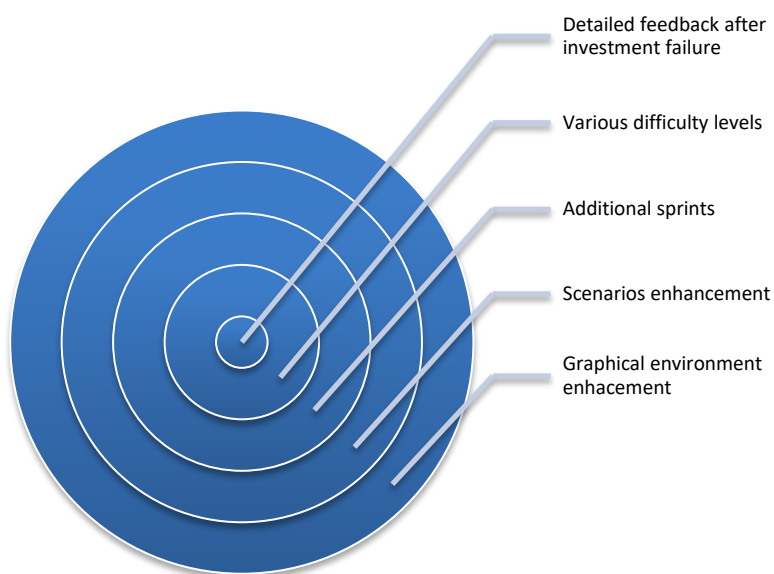 Detailed feedback after
investment failure
Various difficulty levels
Additional sprints
Scenarios enhancement
Graphical environment
enhacement